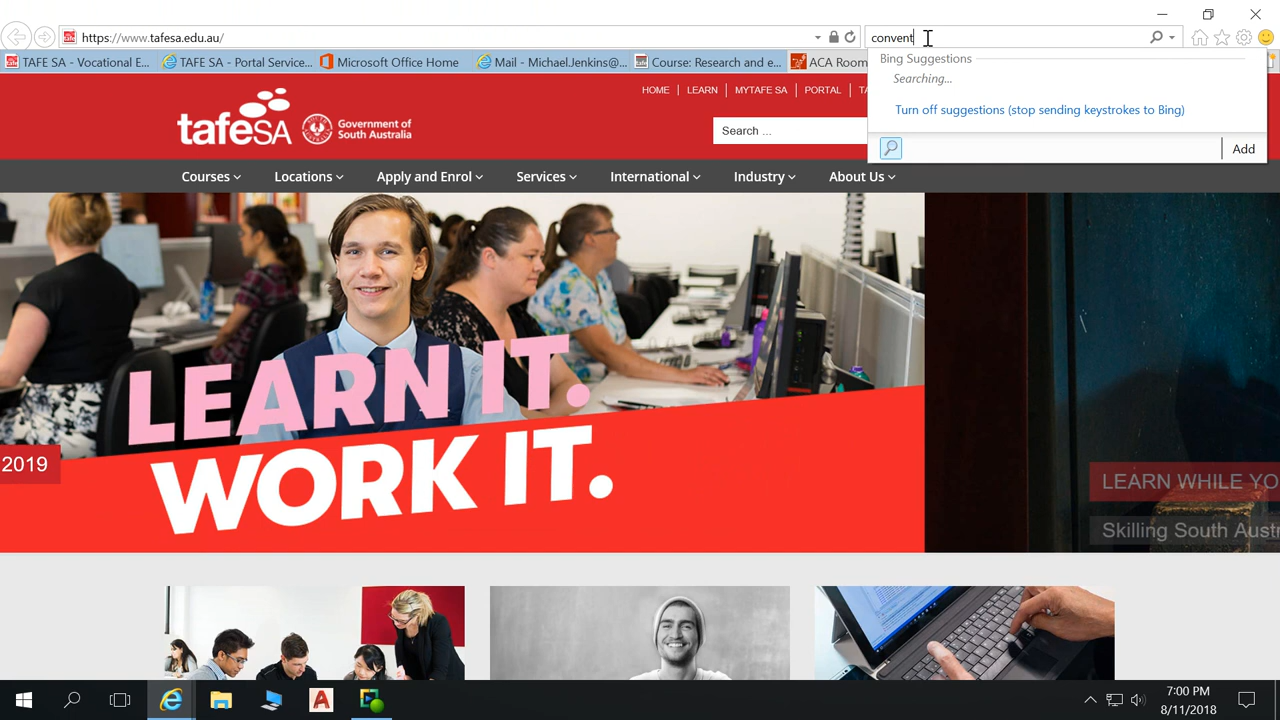 https://www.tafesa.edu.au/
convent
TAFE SA - Vocational E...
TAFE SA - Portal Service...
Microsoft Office Home
Mail - Michael.Jenkins@...
Course: Research and e...
ACA Room
Bing Suggestions
Searching...
Turn off suggestions (stop sending keystrokes to Bing)
Add
HOME
LEARN
MYTAFE SA
PORTAL
tafeSA
Government of
South Australia
Search ...
Courses
Locations
Apply and Enrol
Services
International
Industry
About Us
LEARN IT.
WORK IT.
2019
LEARN WHILE YO
Skilling South Austr
7:00 PM
8/11/2018